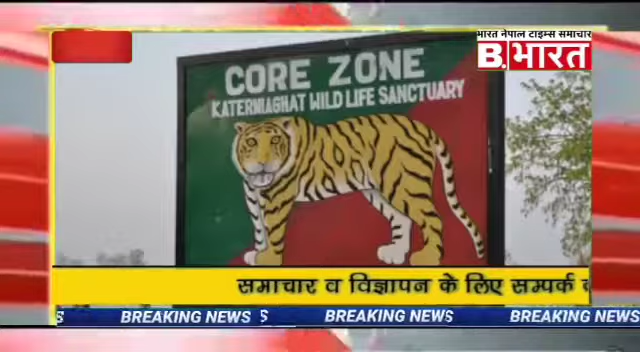 भारत नेपाल टाइम्स समाचार
B.भारत
CORE ZONE
KATERNIAGHAT WILD LIFE SANCTUARY
समाचार व विज्ञापन के लिए सम्पर्क
BREAKING NEWS BREAKING NEWS BREAKING NEWS